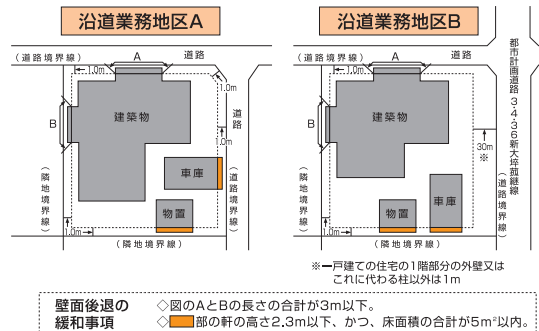 沿道業務地区A
A
道路
(道路境界線)
1.0m
1.0m
B
建築物
道路
1.0m
車庫
物置
(隣地境界線)
(道路境界線)
1.0m
(隣地境界線)
沿道業務地区B
A
道路
(道路境界線)
1.0m
B
建築物
都市計画道路3・4・36新大坪菰継線
30m
※
車庫
物置
(隣地境界線)
(道路境界線)
1.0m
(隣地境界線)
※一戸建ての住宅の1階部分の外壁又は
これに代わる柱以外は1m
壁面後退の
緩和事項
◇図のAとBの長さの合計が3m以下。
◇部の軒の高さ2.3m以下、かつ、床面積の合計が5m²以内。